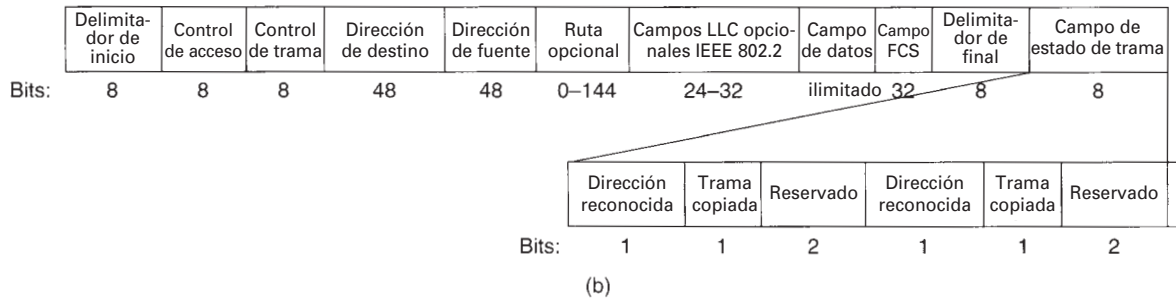 Delimita-
dor de
inicio
Control
de acceso
Control
de trama
Dirección
de destino
Dirección
de fuente
Ruta
opcional
Campos LLC opcio-
nales IEEE 802.2
Campo
de datos
Campo
FCS
Delimita-
dor de
final
Campo de
estado de trama
Bits: 8 8 8 48 48 0–144 24–32 ilimitado 32 8 8
Dirección
reconocida
Trama
copiada
Reservado
Dirección
reconocida
Trama
copiada
Reservado
Bits: 1 1 2 1 1 2
(b)